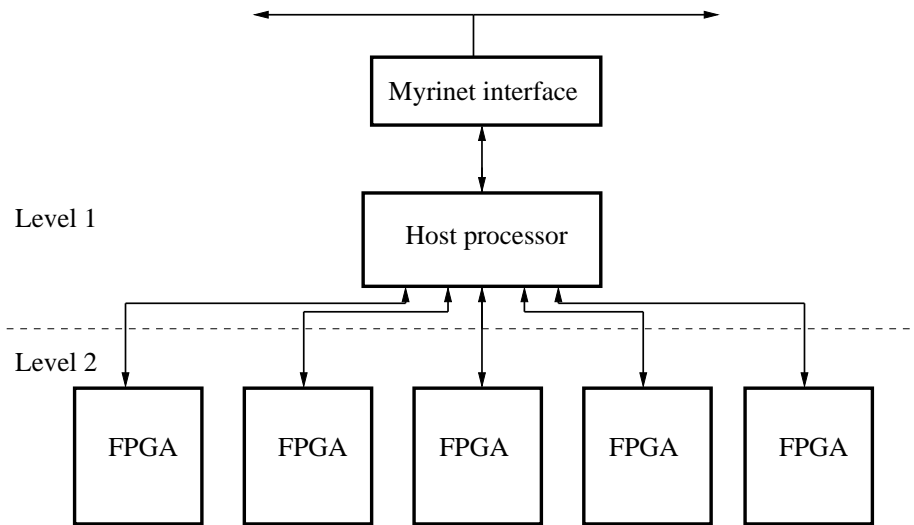 Myrinet interface
Level 1
Host processor
Level 2
FPGA
FPGA
FPGA
FPGA
FPGA